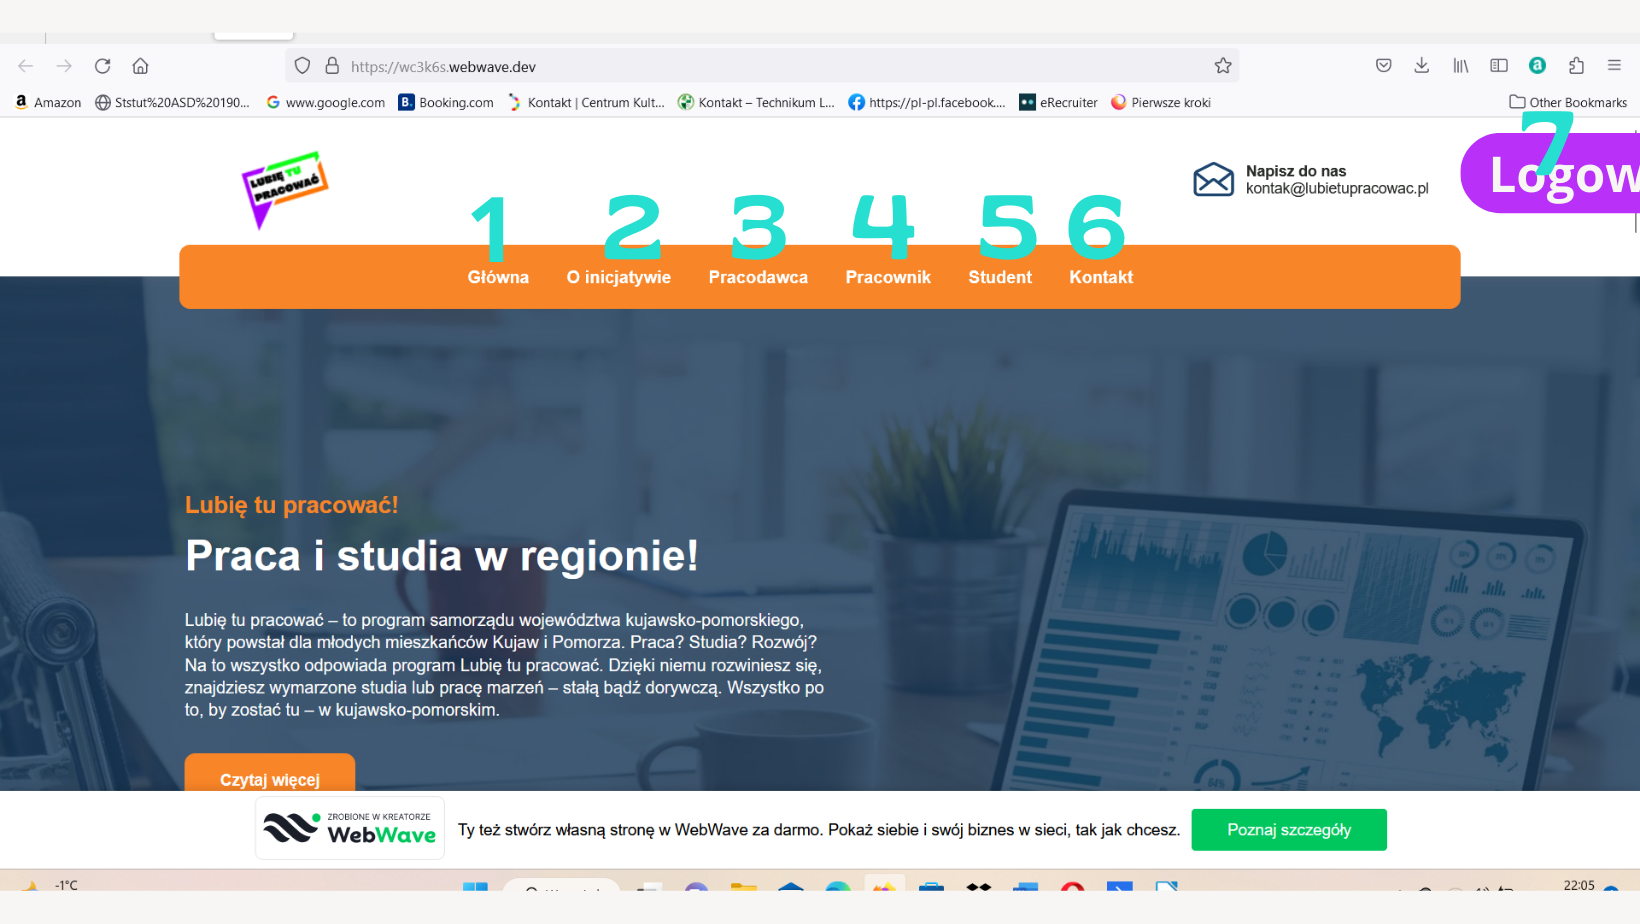 https://wc3k6s.webwave.dev
Amazon Ststut%20ASD%20190... www.google.com Booking.com Kontakt | Centrum Kult... Kontakt – Technikum L... https://pl-pl.facebook.... eRecruiter Pierwsze kroki Other Bookmarks
LUBIĘ TU
PRACOWAĆ
Napisz do nas
kontak@lubietupracowac.pl
7
Logow
1 2 3 4 5 6
Główna O inicjatywie Pracodawca Pracownik Student Kontakt
Lubię tu pracować!
Praca i studia w regionie!
Lubię tu pracować – to program samorządu województwa kujawsko-pomorskiego,
który powstał dla młodych mieszkańców Kujaw i Pomorza. Praca? Studia? Rozwój?
Na to wszystko odpowiada program Lubię tu pracować. Dzięki niemu rozwiniesz się,
znajdziesz wymarzone studia lub pracę marzeń – stałą bądź dorywczą. Wszystko po
to, by zostać tu – w kujawsko-pomorskim.
Czytaj więcej
64%
ZROBIONE W KREATORZE
WebWave
Ty też stwórz własną stronę w WebWave za darmo. Pokaż siebie i swój biznes w sieci, tak jak chcesz.
Poznaj szczegóły
-1°C
22:05